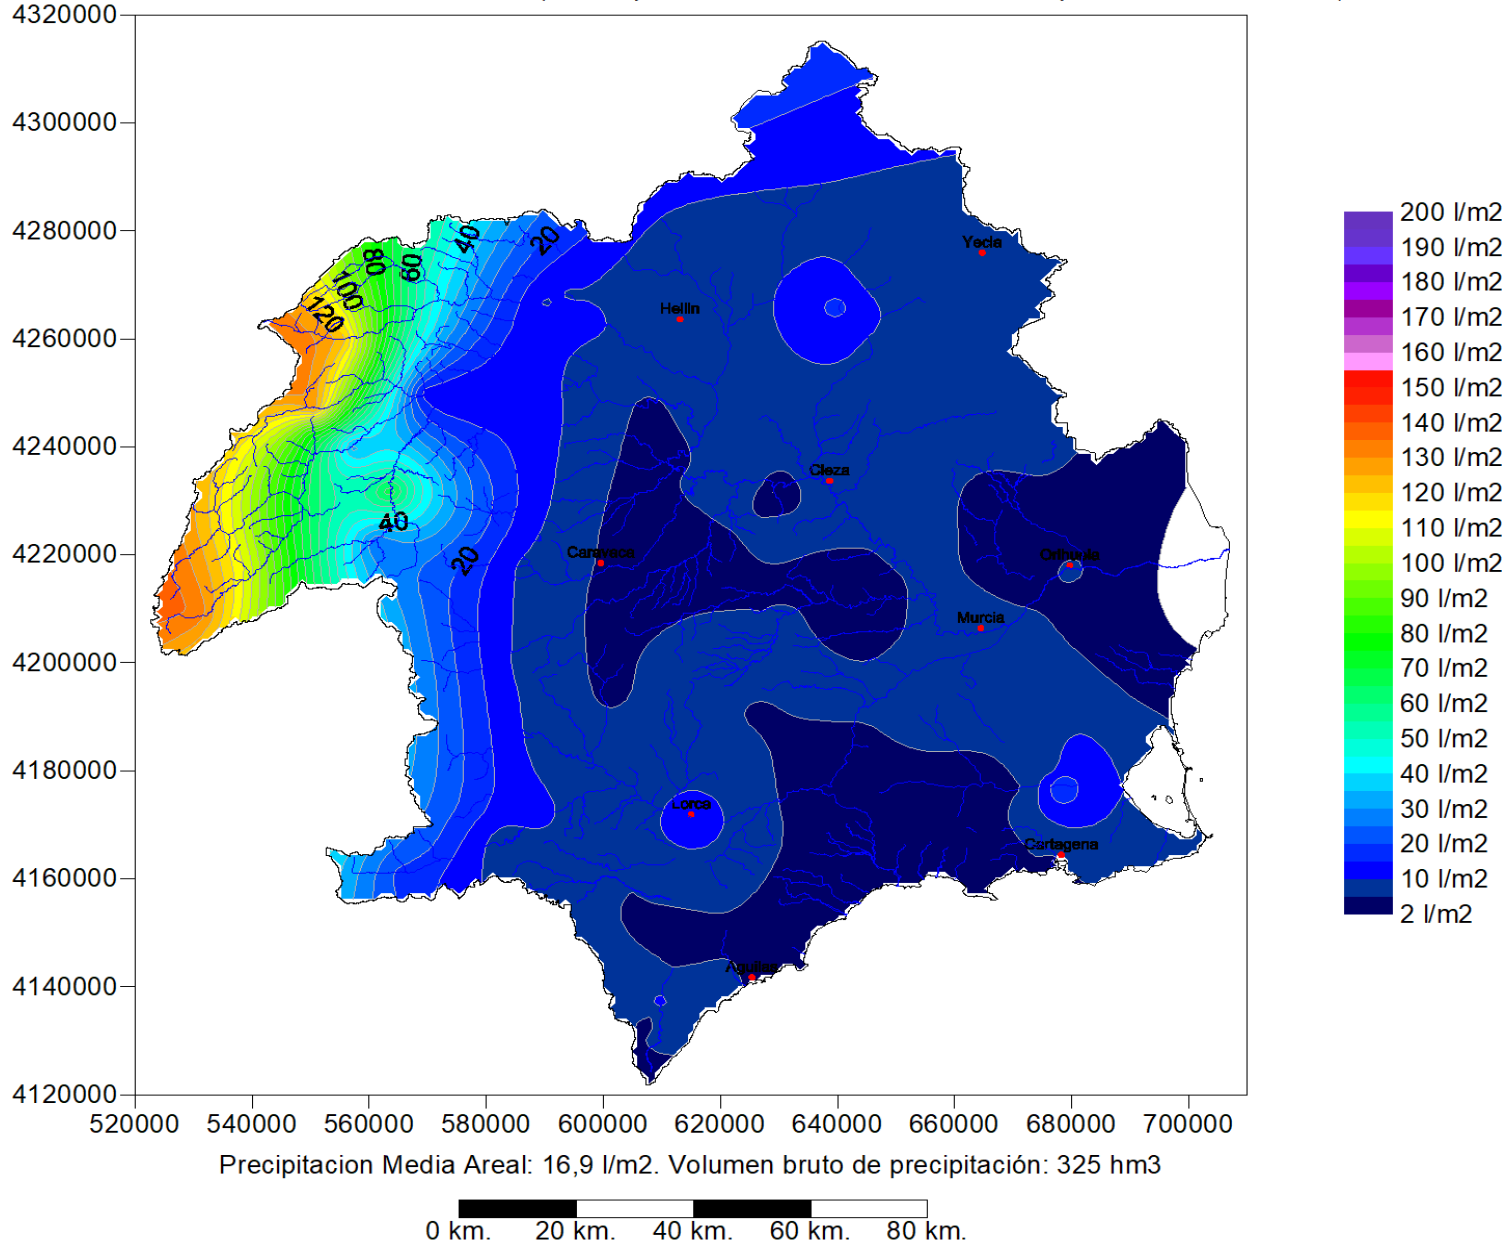 4320000
4300000
4280000
4260000
4240000
4220000
4200000
4180000
4160000
4140000
4120000
520000 540000 560000 580000 600000 620000 640000 660000 680000 700000
120
100
80
60
40
20
40
20
Yecla
Hellin
Cieza
Caravaca
Orihuela
Murcia
Lorca
Cartagena
Aguilas
200 l/m2
190 l/m2
180 l/m2
170 l/m2
160 l/m2
150 l/m2
140 l/m2
130 l/m2
120 l/m2
110 l/m2
100 l/m2
90 l/m2
80 l/m2
70 l/m2
60 l/m2
50 l/m2
40 l/m2
30 l/m2
20 l/m2
10 l/m2
2 l/m2
Precipitacion Media Areal: 16,9 l/m2. Volumen bruto de precipitación: 325 hm3
0 km. 20 km. 40 km. 60 km. 80 km.